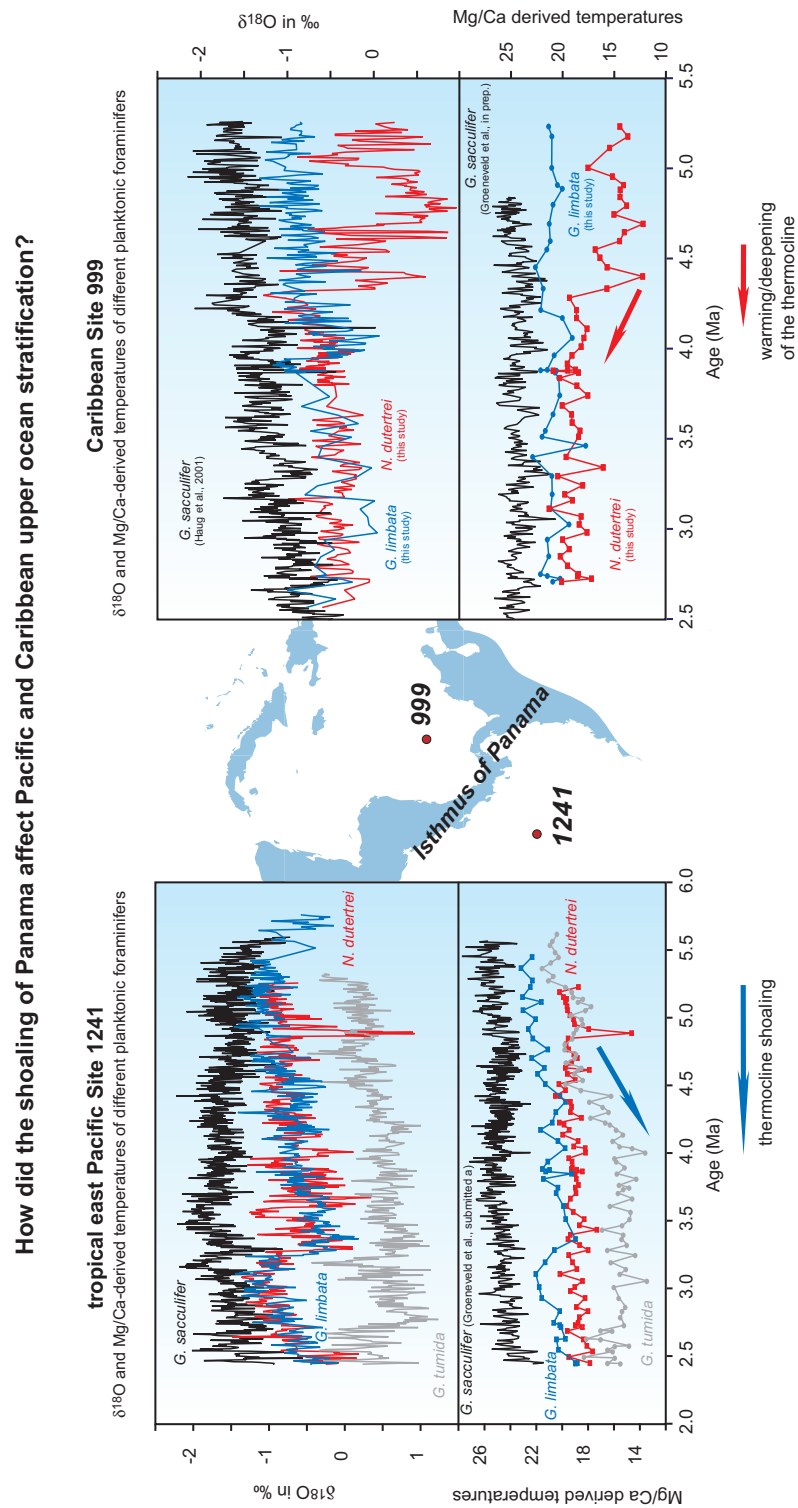 How did the shoaling of Panama affect Pacific and Caribbean upper ocean stratification?
tropical east Pacific Site 1241
δ18O and Mg/Ca-derived temperatures of different planktonic foraminifers
δ18O in ‰
-2
-1
0
1
G. sacculifer
G. limbata
G. tumida
N. dutertrei
Mg/Ca derived temperatures
26
22
18
14
G. sacculifer (Groeneveld et al., submitted a)
G. limbata
G. tumida
N. dutertrei
2.0
2.5
3.0
3.5
4.0
4.5
5.0
5.5
6.0
Age (Ma)
thermocline shoaling
Isthmus of Panama
999
1241
Caribbean Site 999
δ18O and Mg/Ca-derived temperatures of different planktonic foraminifers
δ18O in ‰
-2
-1
0
G. sacculifer
(Haug et al., 2001)
G. limbata
(this study)
N. dutertrei
(this study)
Mg/Ca derived temperatures
25
20
15
10
G. sacculifer
(Groeneveld et al., in prep.)
G. limbata
(this study)
N. dutertrei
(this study)
2.5
3.0
3.5
4.0
4.5
5.0
5.5
Age (Ma)
warming/deepening
of the thermocline